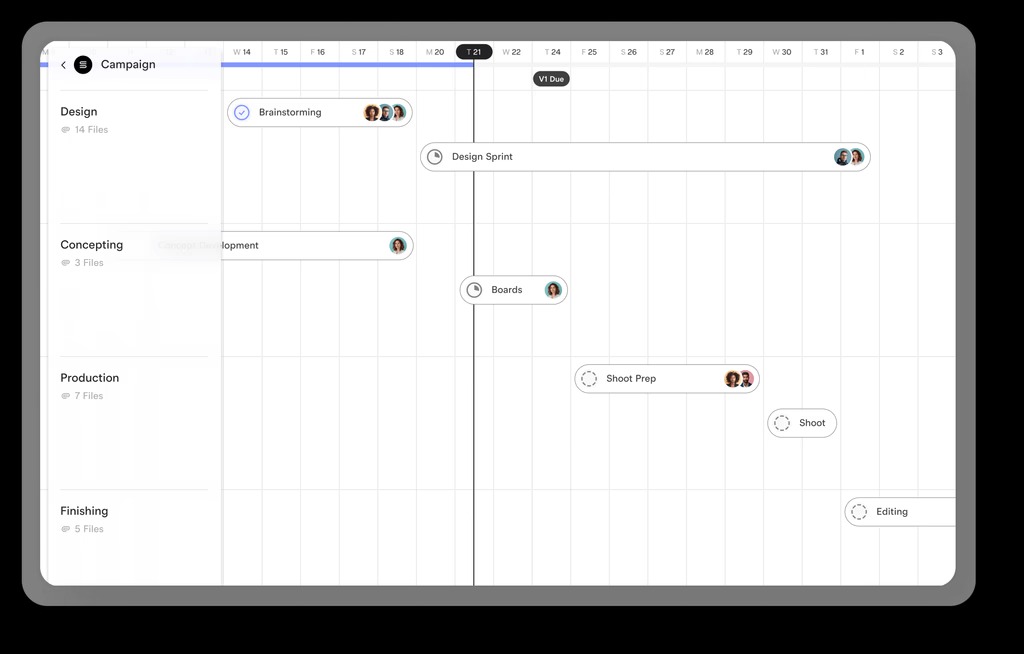 W 14 T 15 F 16 S 17 S 18 M 20 T 21 W 22 T 24 F 25 S 26 S 27 M 28 T 29 W 30 T 31 F 1 S 2 S 3
Campaign
V1 Due
Design
14 Files
Brainstorming
Design Sprint
Concepting
3 Files
Concept Development
Boards
Production
7 Files
Shoot Prep
Shoot
Finishing
5 Files
Editing